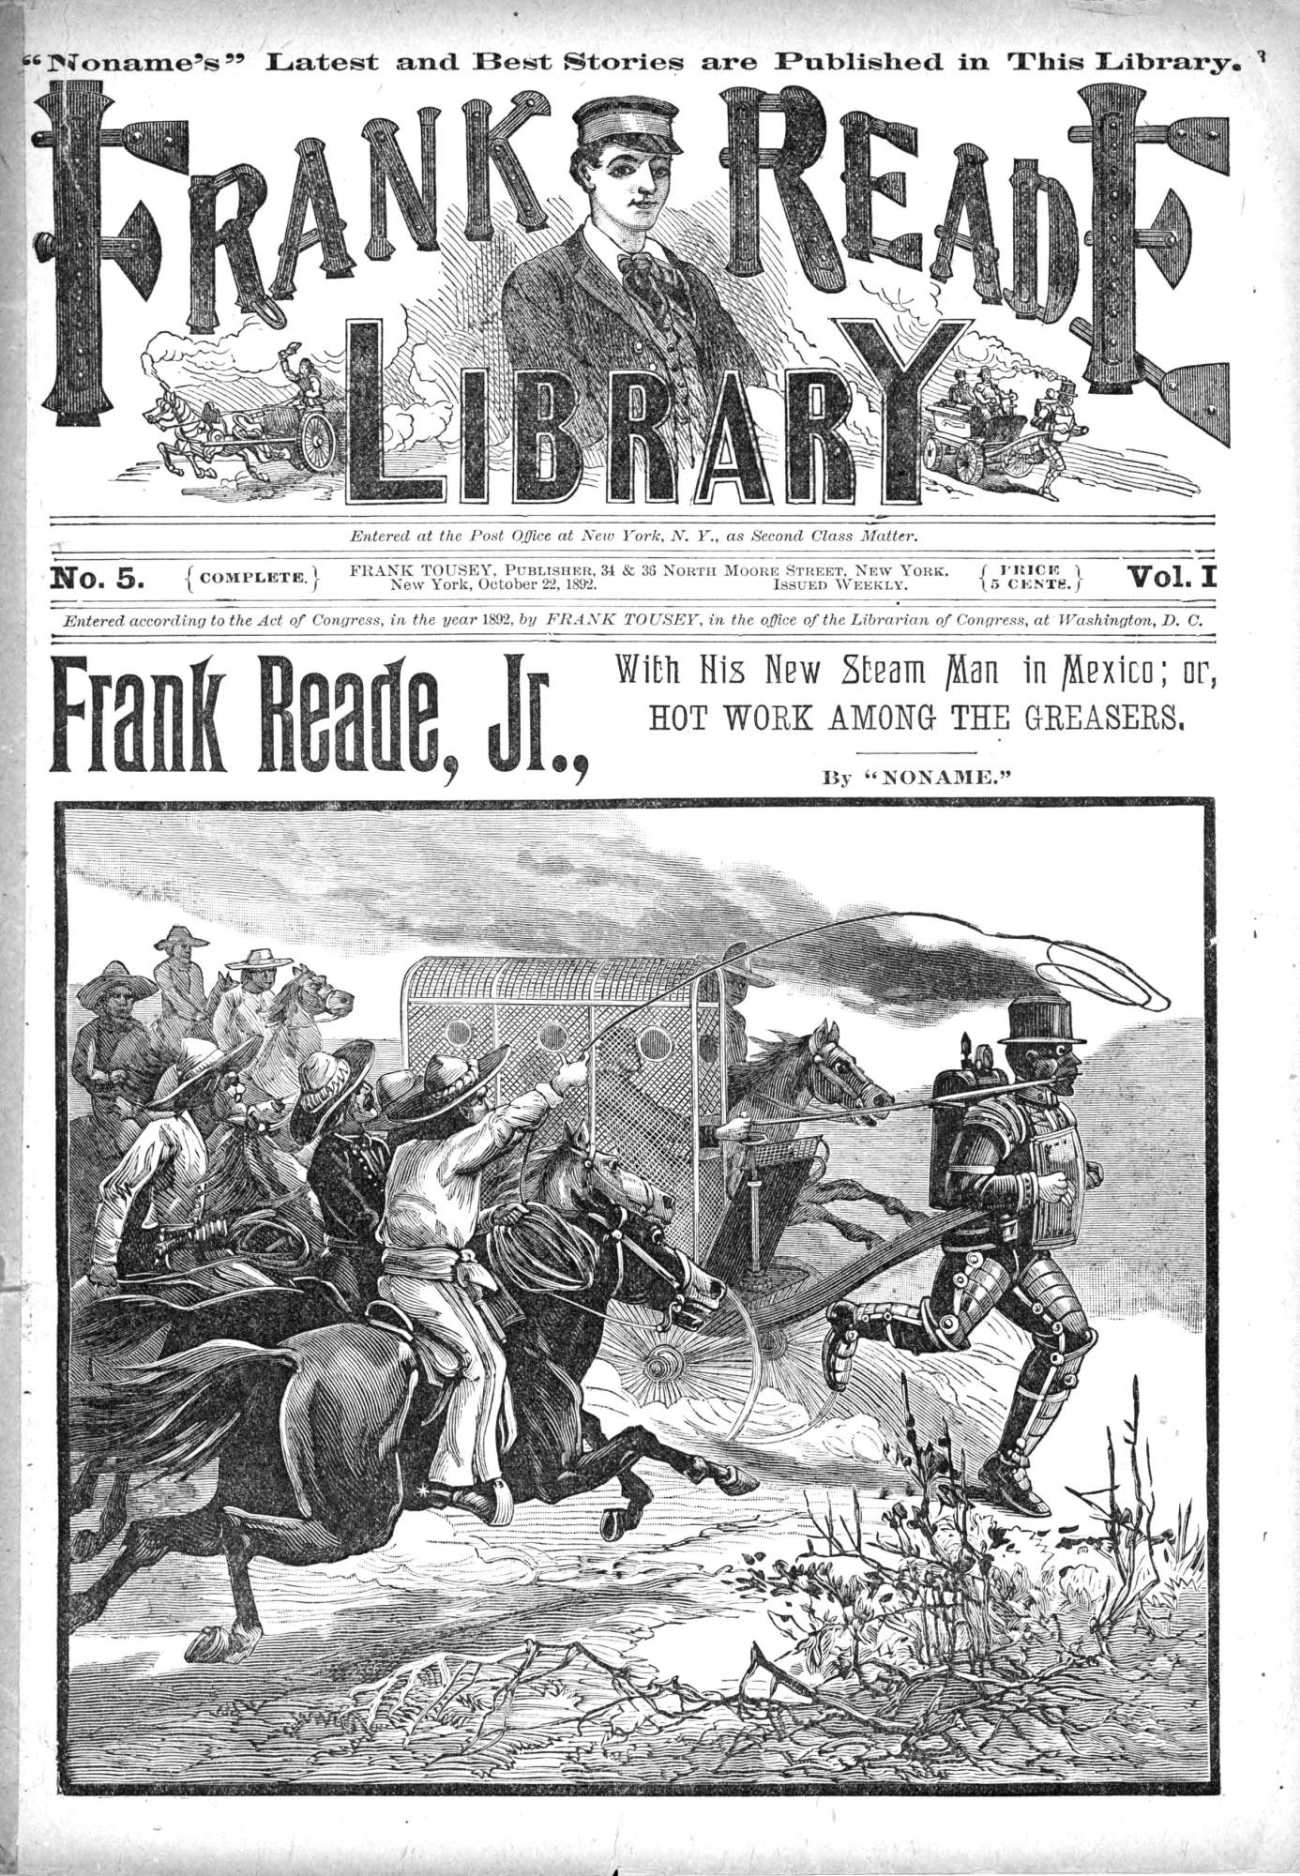 "Noname's" Latest and Best Stories are Published in This Library.
FRANK READE
LIBRARY
Entered at the Post Office at New York, N. Y., as Second Class Matter.
No. 5. { COMPLETE. } FRANK TOUSEY, PUBLISHER, 34 & 36 NORTH MOORE STREET, NEW YORK. { PRICE } Vol. I
New York, October 22, 1892. ISSUED WEEKLY. { 5 CENTS. }
Entered according to the Act of Congress, in the year 1892, by FRANK TOUSEY, in the office of the Librarian of Congress, at Washington, D. C.
Frank Reade, Jr.,
With His New Steam Man in Mexico; or,
HOT WORK AMONG THE GREASERS.
By "NONAME."